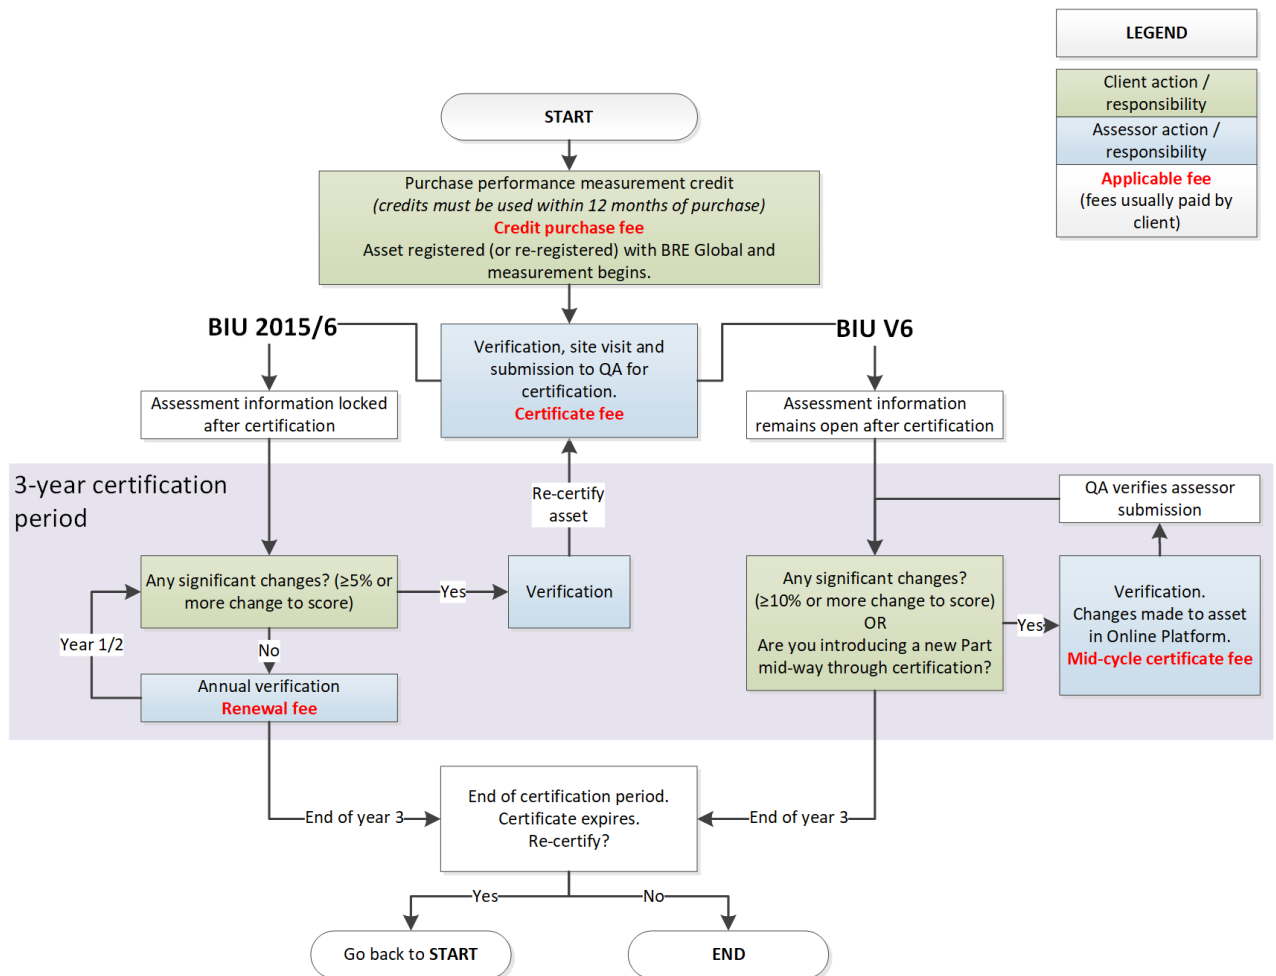 LEGEND
Client action /
responsibility
Assessor action /
responsibility
Applicable fee
(fees usually paid by
client)
START
Purchase performance measurement credit
(credits must be used within 12 months of purchase)
Credit purchase fee
Asset registered (or re-registered) with BRE Global and
measurement begins.
BIU 2015/6
BIU V6
Verification, site visit and
submission to QA for
certification.
Certificate fee
Assessment information locked
after certification
Assessment information
remains open after certification
3-year certification
period
Re-certify
asset
QA verifies assessor
submission
Any significant changes? (≥5% or
more change to score)
Yes
Verification
Any significant changes?
(≥10% or more change to score)
OR
Are you introducing a new Part
mid-way through certification?
Yes
Verification.
Changes made to asset
in Online Platform.
Mid-cycle certificate fee
Year 1/2
No
Annual verification
Renewal fee
End of year 3
End of certification period.
Certificate expires.
Re-certify?
End of year 3
Yes
No
Go back to START
END